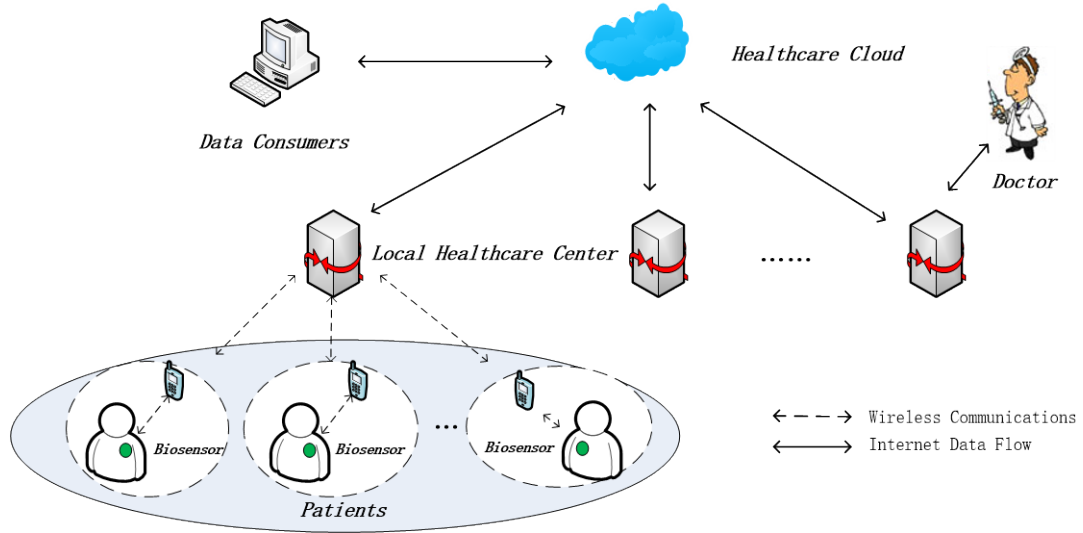 Healthcare Cloud
Data Consumers
Doctor
Local Healthcare Center
......
Biosensor
Biosensor
...
Biosensor
Patients
Wireless Communications
Internet Data Flow